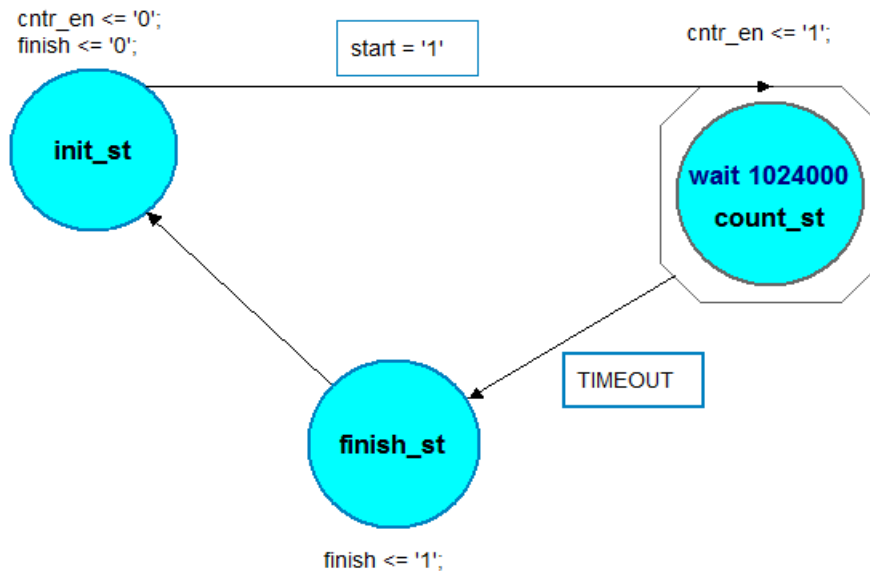 cntr_en <= '0';
finish <= '0';
start = '1'
cntr_en <= '1';
init_st
wait 1024000
count_st
TIMEOUT
finish_st
finish <= '1';